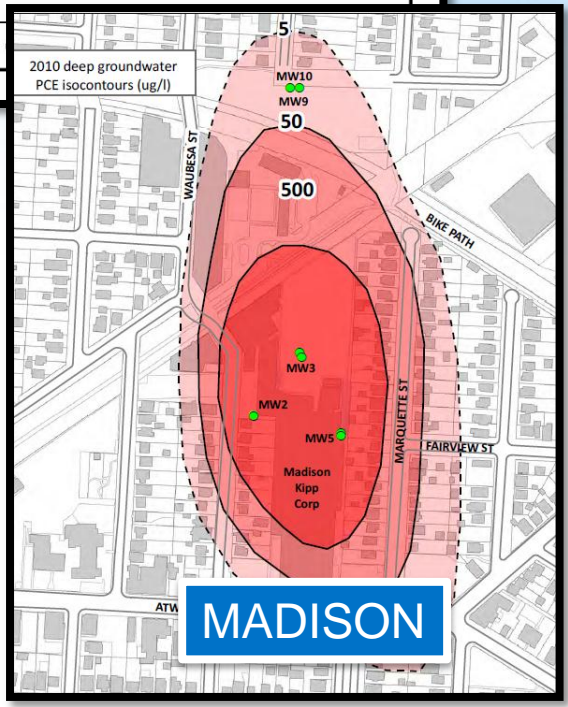 2010 deep groundwater
PCE isocontours (ug/l)
5
MW10
MW9
50
500
WAUBESA ST
BIKE PATH
MW3
MW2
MW5
MARQUETTE ST
FAIRVIEW ST
Madison
Kipp
Corp
ATW
MADISON